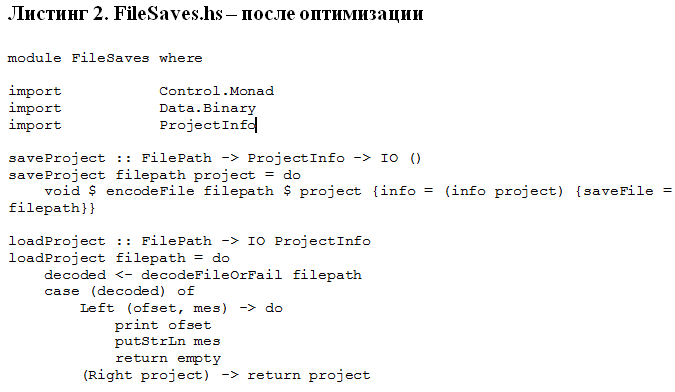 Листинг 2. FileSaves.hs – после оптимизации
module FileSaves where
import Control.Monad
import Data.Binary
import ProjectInfo
saveProject :: FilePath -> ProjectInfo -> IO ()
saveProject filepath project = do
void $ encodeFile filepath $ project {info = (info project) {saveFile =
filepath}}
loadProject :: FilePath -> IO ProjectInfo
loadProject filepath = do
decoded <- decodeFileOrFail filepath
case (decoded) of
Left (ofset, mes) -> do
print ofset
putStrLn mes
return empty
(Right project) -> return project